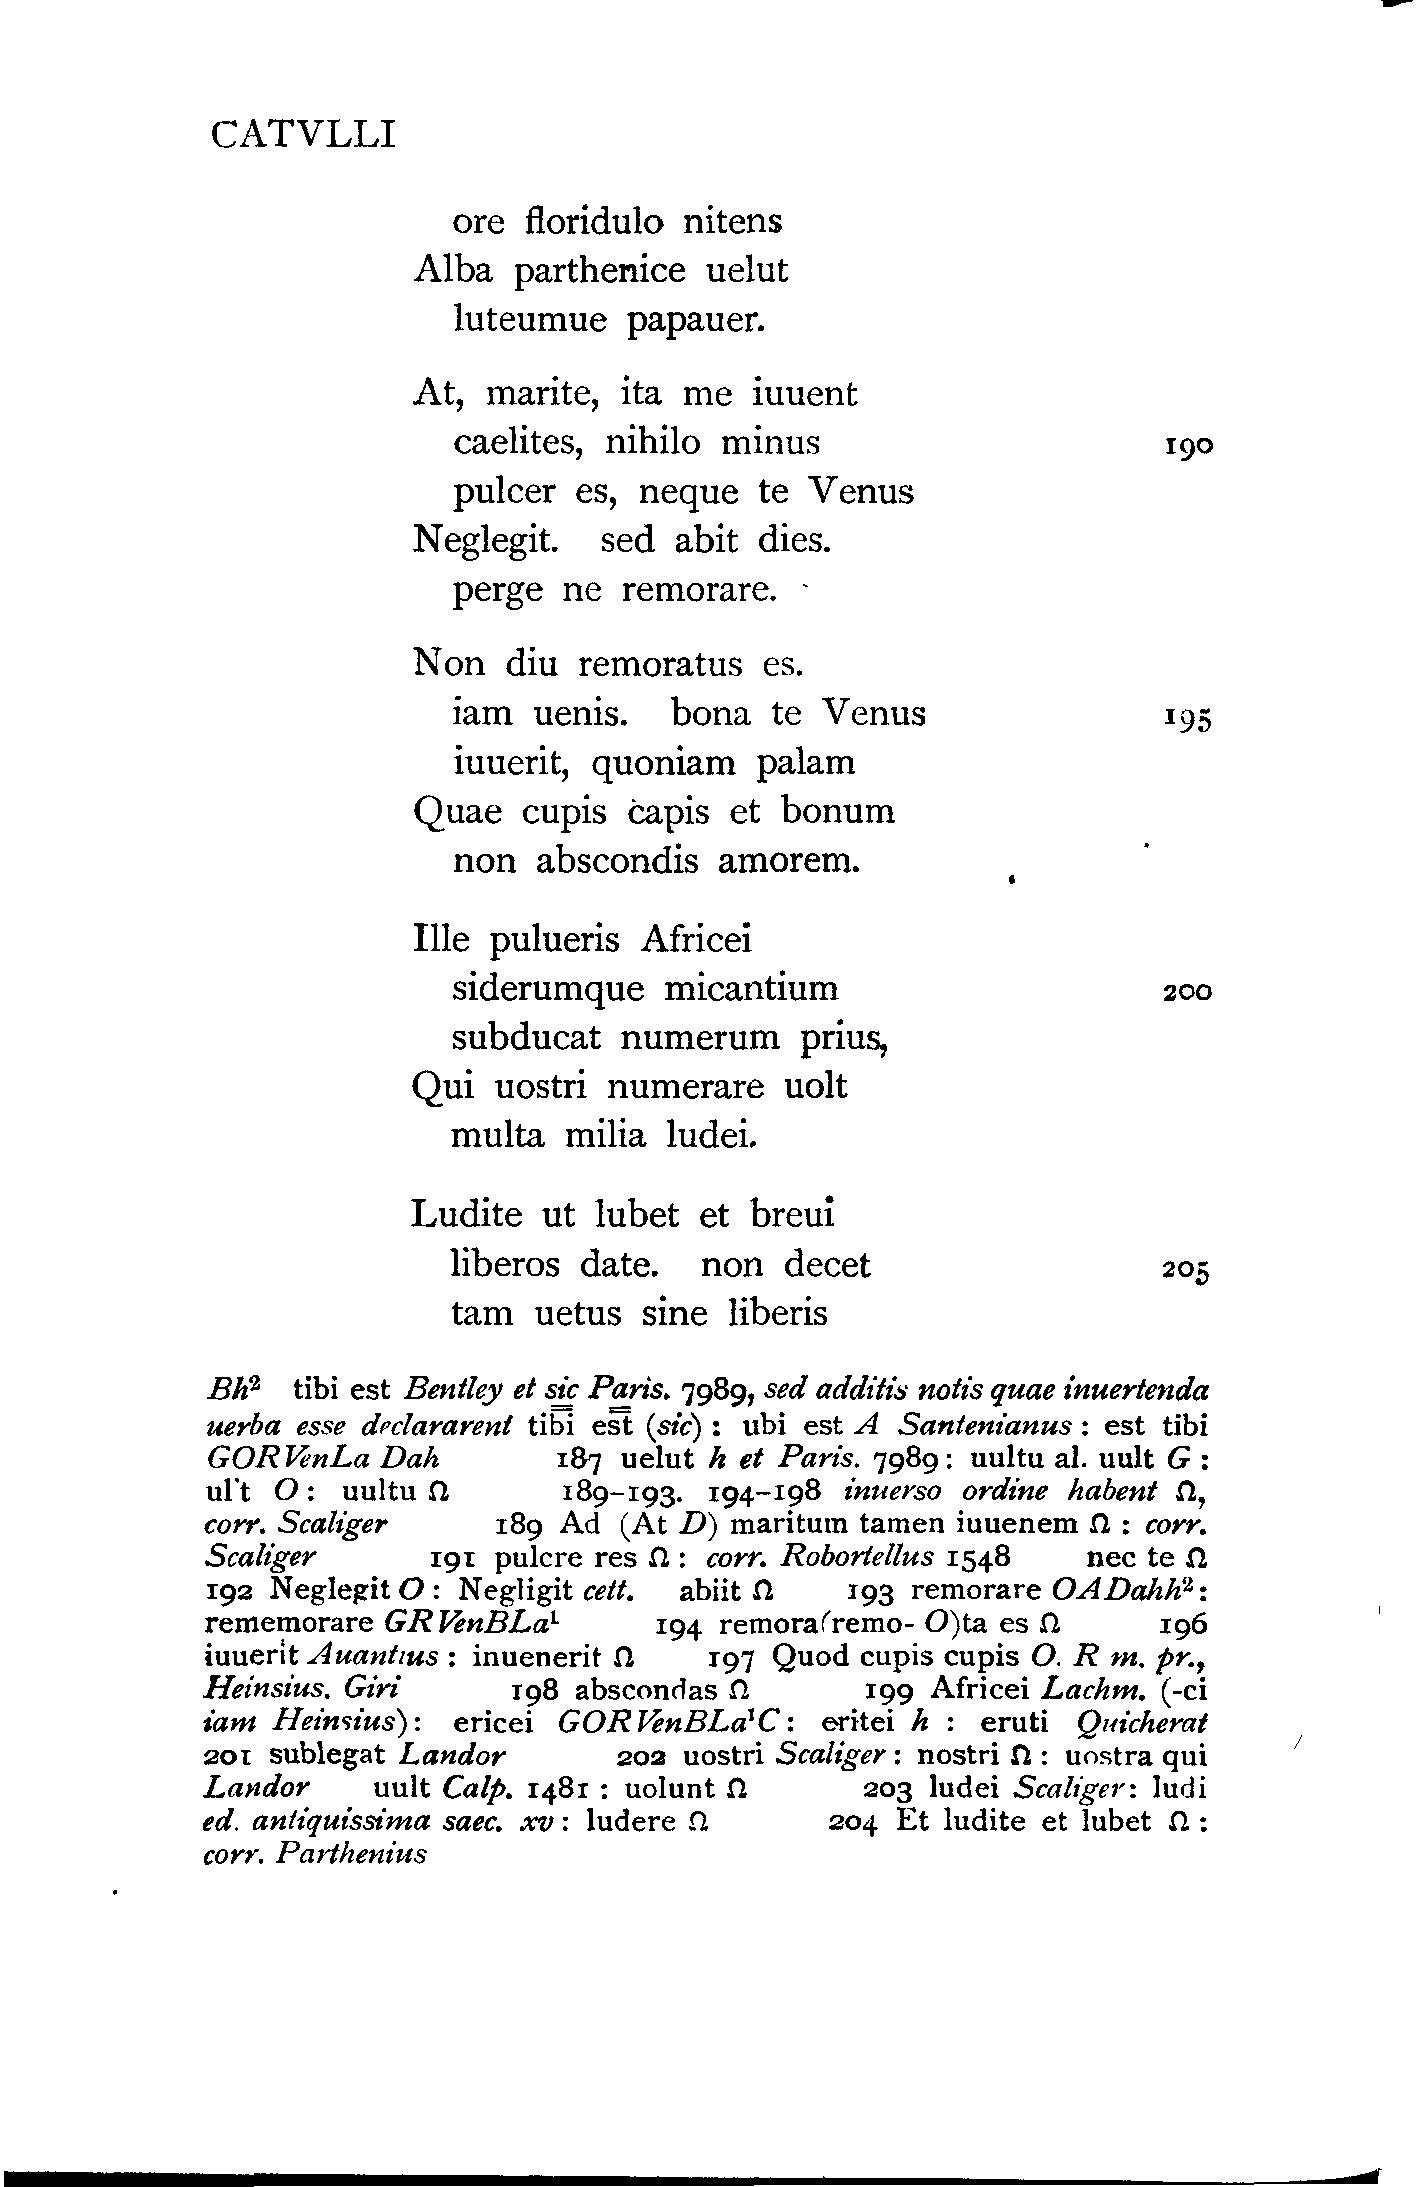 CATVLLI
ore floridulo nitens
Alba parthenice uelut
luteumue papauer.
At, marite, ita me iuuent
caelites, nihilo minus 190
pulcer es, neque te Venus
Neglegit. sed abit dies.
perge ne remorare.
Non diu remoratus es.
iam uenis. bona te Venus 195
iuuerit, quoniam palam
Quae cupis capis et bonum
non abscondis amorem.
Ille pulueris Africei
siderumque micantium 200
subducat numerum prius,
Qui uostri numerare uolt
multa milia ludei.
Ludite ut lubet et breui
liberos date. non decet 205
tam uetus sine liberis
Bh² tibi est Bentley et sic Paris. 7989, sed additis notis quae inuertenda
uerba esse declararent tibi est (sic) : ubi est A Santenianus : est tibi
GORVenLa Dah 187 uelut h et Paris. 7989 : uultu al. uult G :
ul't O : uultu Ω 189–193. 194–198 inuerso ordine habent Ω,
corr. Scaliger 189 Ad (At D) maritum tamen iuuenem Ω : corr.
Scaliger 191 pulcre res Ω : corr. Robortellus 1548 nec te Ω
192 Neglegit O : Negligit cett. abiit Ω 193 remorare OADahh² :
rememorare GRVenBLa¹ 194 remora(remo- O)ta es Ω 196
iuuerit Auantius : inuenerit Ω 197 Quod cupis cupis O. R m. pr.,
Heinsius. Giri 198 abscondas Ω 199 Africei Lachm. (-ci
iam Heinsius) : ericei GORVenBLa¹C : eritei h : eruti Quicherat
201 sublegat Landor 202 uostri Scaliger : nostri Ω : uostra qui
Landor uult Calp. 1481 : uolunt Ω 203 ludei Scaliger : ludi
ed. antiquissima saec. xv : ludere Ω 204 Et ludite et lubet Ω :
corr. Parthenius